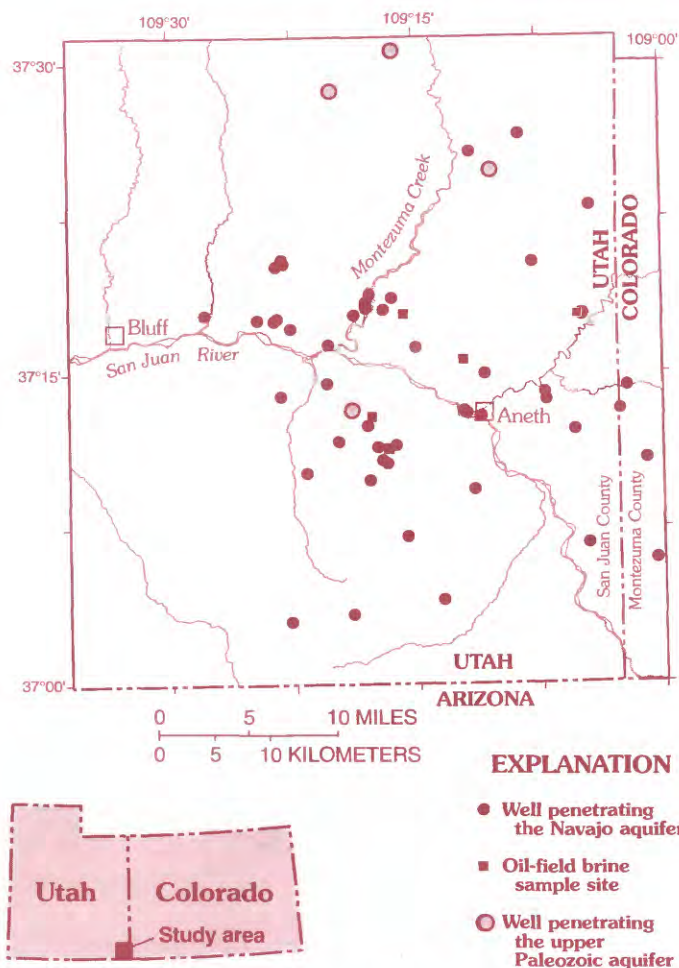 109°30'
109°15'
109°00'
37°30'
Montezuma Creek
UTAH
COLORADO
Bluff
San Juan River
37°15'
Aneth
San Juan County
Montezuma County
37°00'
UTAH
ARIZONA
0 5 10 MILES
0 5 10 KILOMETERS
EXPLANATION
Well penetrating
the Navajo aquifer
Oil-field brine
sample site
Well penetrating
the upper
Paleozoic aquifer
Utah
Colorado
Study area